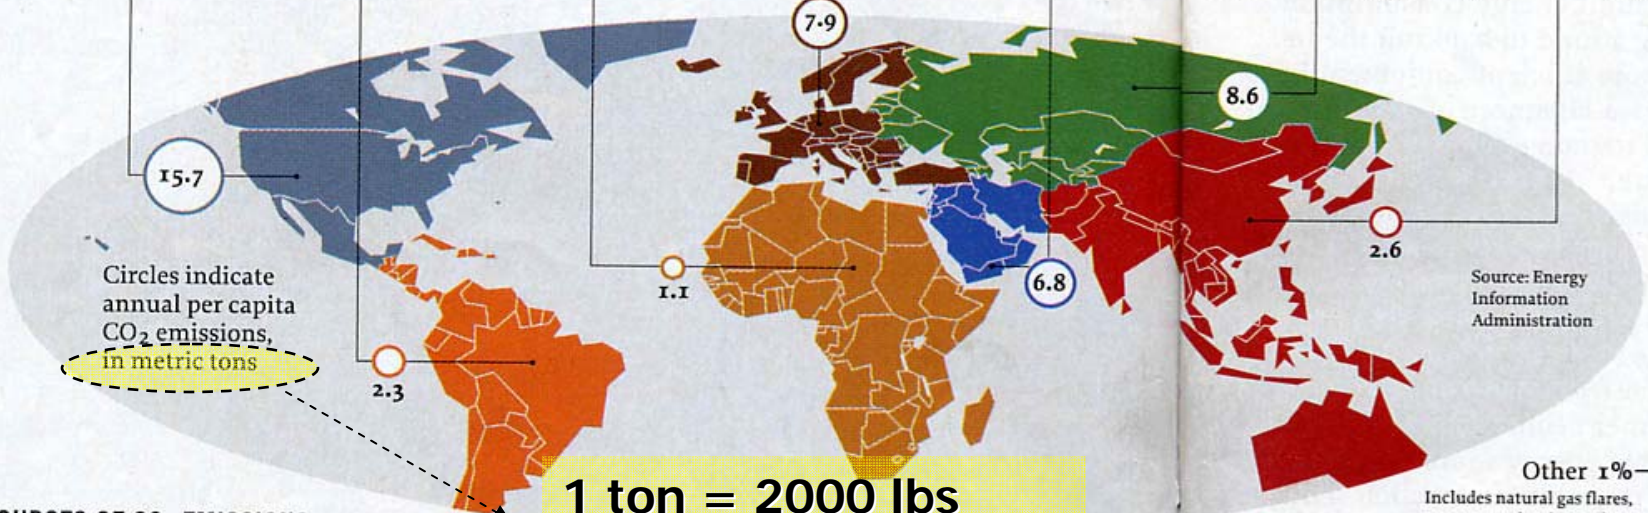 7.9
8.6
15.7
2.6
6.8
1.1
2.3
Circles indicate
annual per capita
CO2 emissions,
in metric tons
Source: Energy
Information
Administration
1 ton = 2000 lbs
Other 1%
Includes natural gas flares,